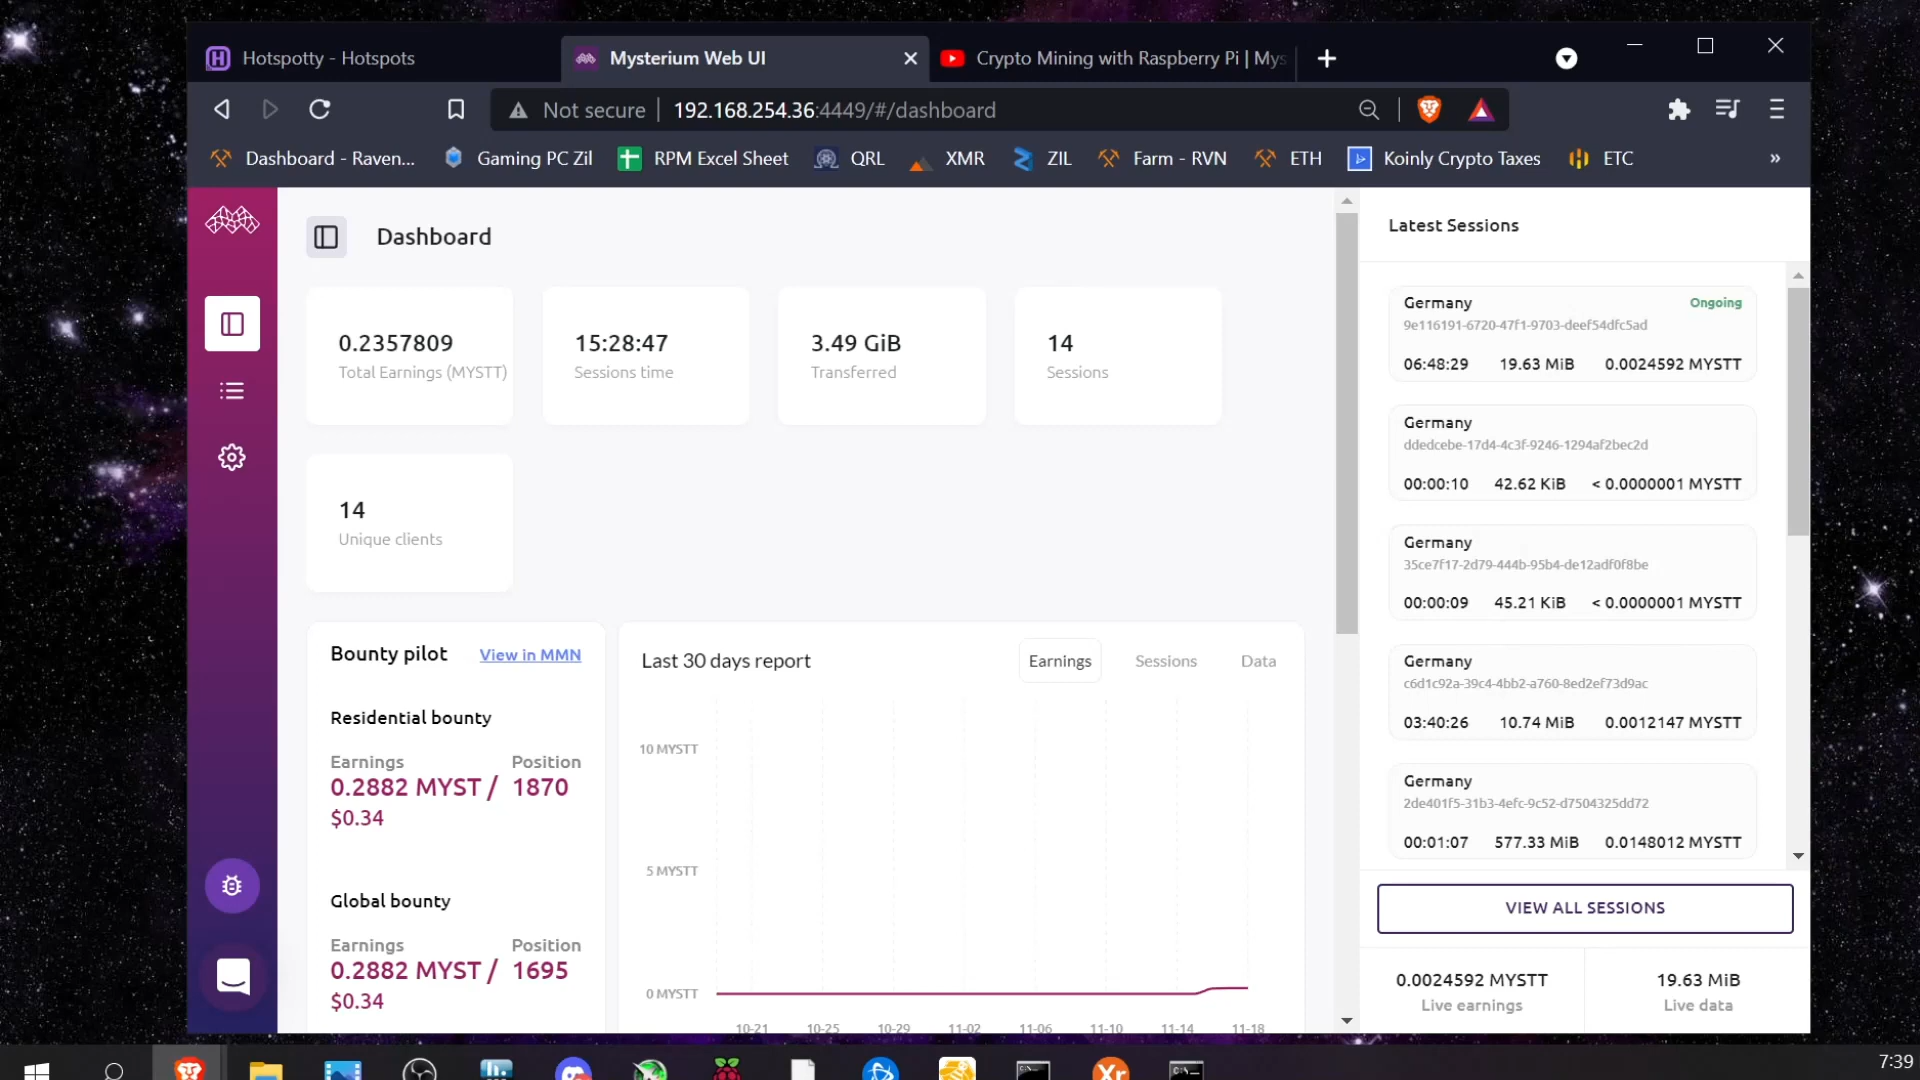 Hotspotty - Hotspots
Mysterium Web UI
Crypto Mining with Raspberry Pi | Mys
Not secure
192.168.254.36:4449/#/dashboard
Dashboard - Raven...
Gaming PC Zil
RPM Excel Sheet
QRL
XMR
ZIL
Farm - RVN
ETH
Koinly Crypto Taxes
ETC
»
Dashboard
0.2357809
Total Earnings (MYSTT)
15:28:47
Sessions time
3.49 GiB
Transferred
14
Sessions
14
Unique clients
Bounty pilot
View in MMN
Residential bounty
Earnings
Position
0.2882 MYST /
1870
$0.34
Global bounty
Earnings
Position
0.2882 MYST /
1695
$0.34
Last 30 days report
Earnings
Sessions
Data
10 MYSTT
5 MYSTT
0 MYSTT
10-21
10-25
10-29
11-02
11-06
11-10
11-14
11-18
Latest Sessions
Germany
Ongoing
9e116191-6720-47f1-9703-deef54dfc5ad
06:48:29 19.63 MiB 0.0024592 MYSTT
Germany
ddedcebe-17d4-4c3f-9246-1294af2bec2d
00:00:10 42.62 KiB < 0.0000001 MYSTT
Germany
35ce7f17-2d79-444b-95b4-de12adf0f8be
00:00:09 45.21 KiB < 0.0000001 MYSTT
Germany
c6d1c92a-39c4-4bb2-a760-8ed2ef73d9ac
03:40:26 10.74 MiB 0.0012147 MYSTT
Germany
2de401f5-31b3-4efc-9c52-d7504325dd72
00:01:07 577.33 MiB 0.0148012 MYSTT
VIEW ALL SESSIONS
0.0024592 MYSTT
Live earnings
19.63 MiB
Live data
Xr
7:39